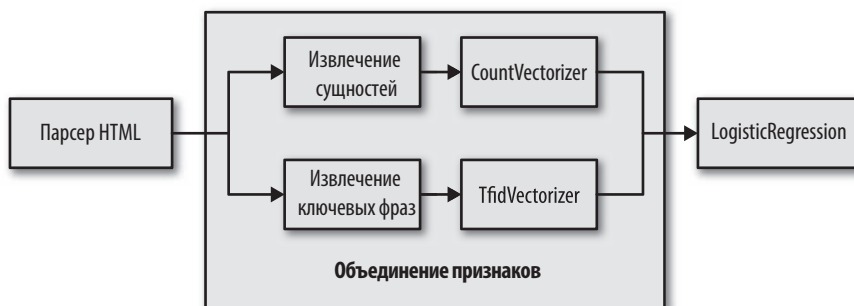 Парсер HTML
Извлечение
сущностей
CountVectorizer
Извлечение
ключевых фраз
TfidVectorizer
LogisticRegression
Объединение признаков